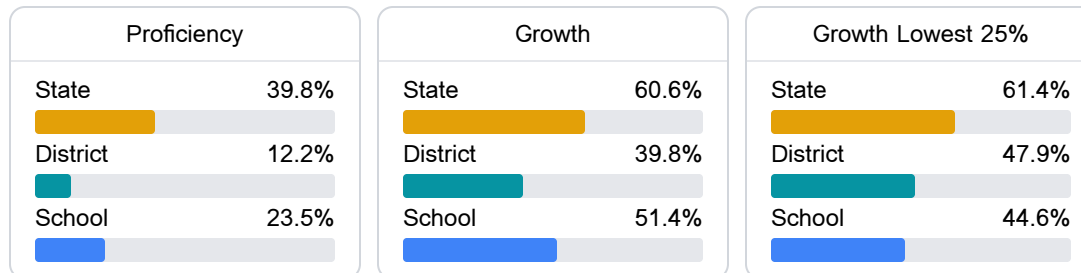 Proficiency
State 39.8%
District 12.2%
School 23.5%
Growth
State 60.6%
District 39.8%
School 51.4%
Growth Lowest 25%
State 61.4%
District 47.9%
School 44.6%